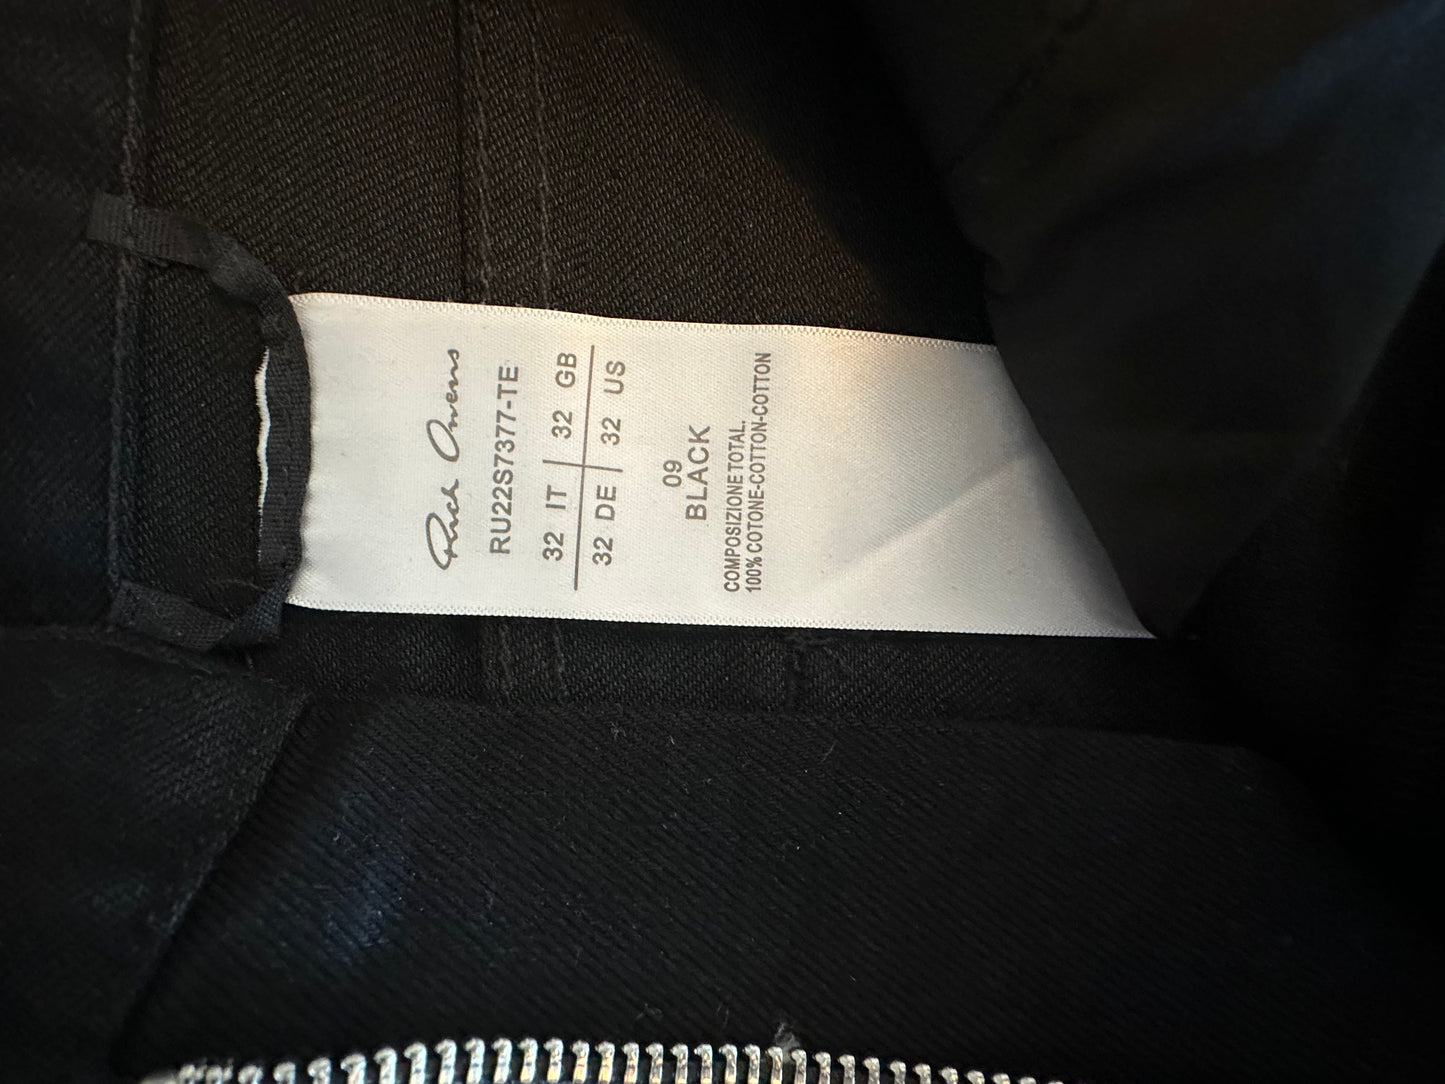 Rick Owens
RU22S7377-TE
32 IT 32 GB
32 DE 32 US
09
BLACK
COMPOSIZIONE TOTAL.
100% COTONE-COTTON-COTTON